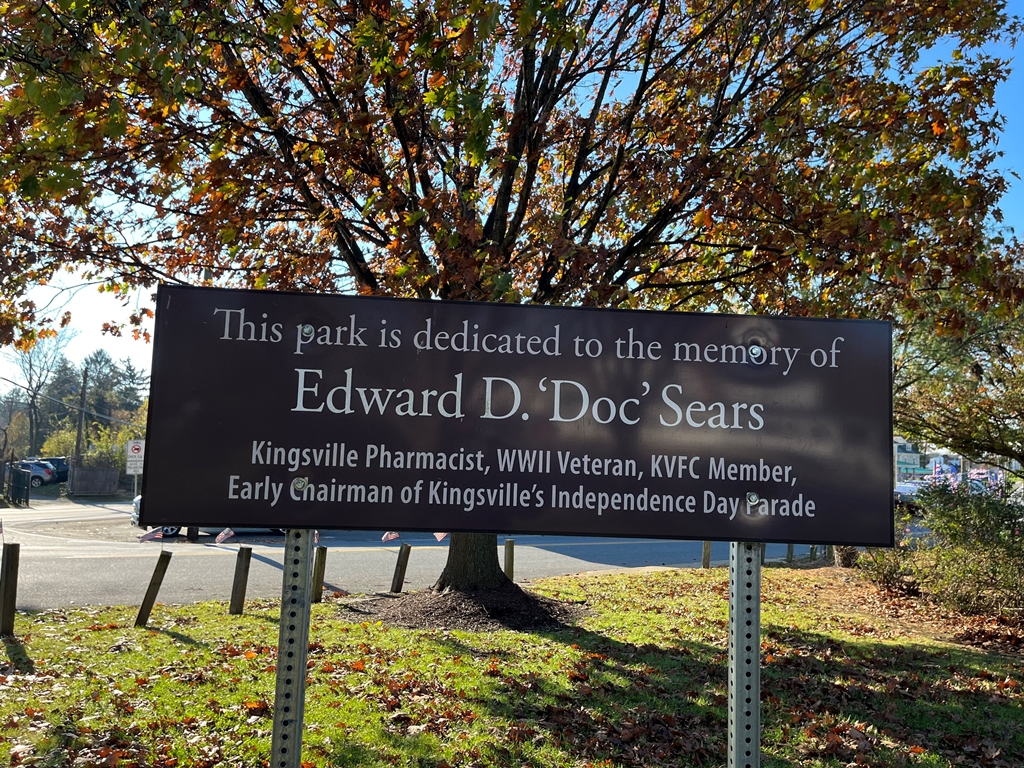 This park is dedicated to the memory of
Edward D. ‘Doc’ Sears
Kingsville Pharmacist, WWII Veteran, KVFC Member,
Early Chairman of Kingsville’s Independence Day Parade